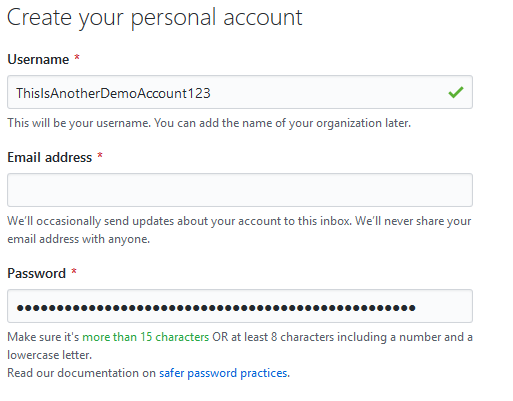 Create your personal account
Username *
ThisIsAnotherDemoAccount123
This will be your username. You can add the name of your organization later.
Email address *
We'll occasionally send updates about your account to this inbox. We'll never share your
email address with anyone.
Password *
Make sure it's more than 15 characters OR at least 8 characters including a number and a
lowercase letter.
Read our documentation on safer password practices.